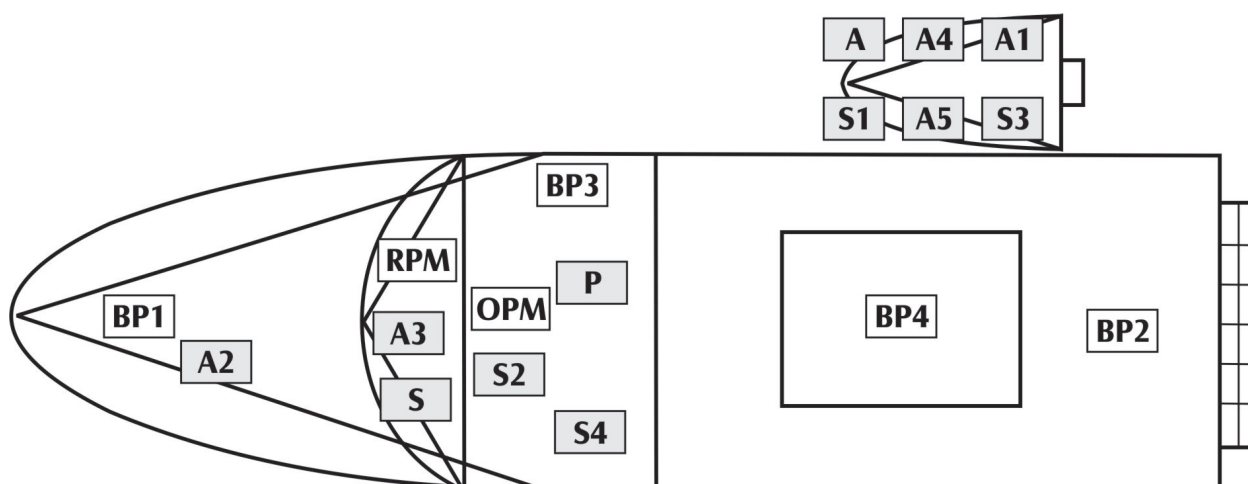 A A4 A1
S1 A5 S3
BP3
RPM
P
OPM
BP1
BP4
BP2
A3
A2
S2
S
S4